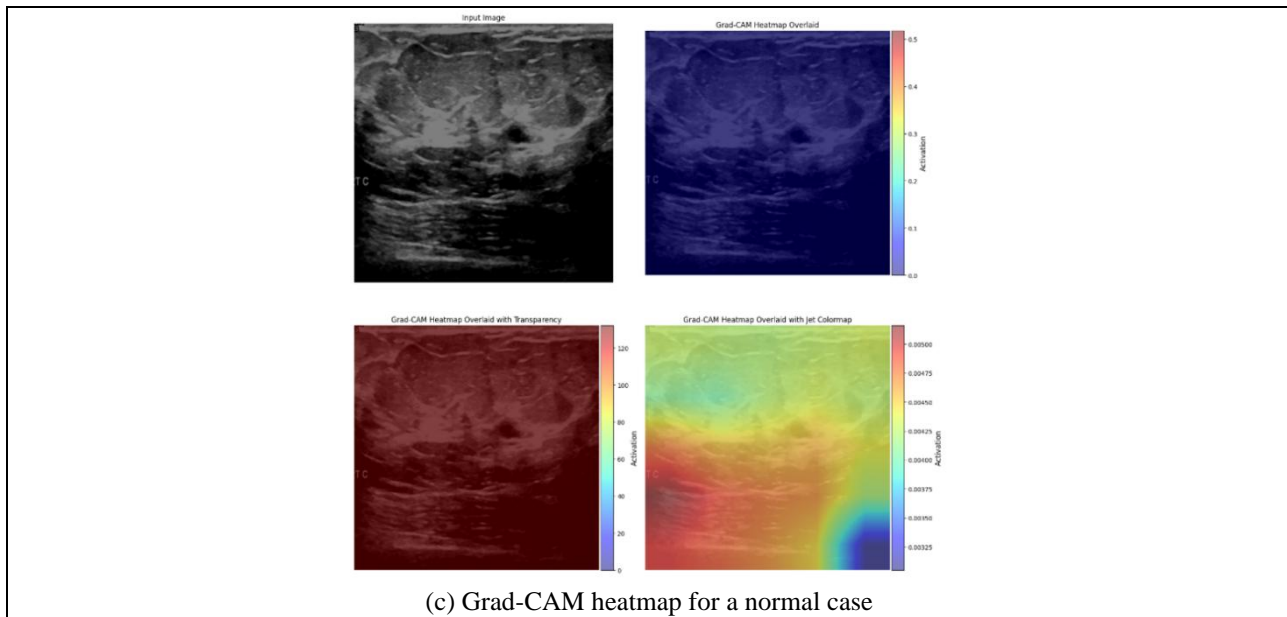 Input Image
Grad-CAM Heatmap Overlaid
TC
0.5
0.4
0.3
0.2
0.1
0.0
Activation
Grad-CAM Heatmap Overlaid with Transparency
TC
120
100
80
60
40
20
0
Activation
Grad-CAM Heatmap Overlaid with Jet Colormap
TC
0.00500
0.00475
0.00450
0.00425
0.00400
0.00375
0.00350
0.00325
Activation
(c) Grad-CAM heatmap for a normal case